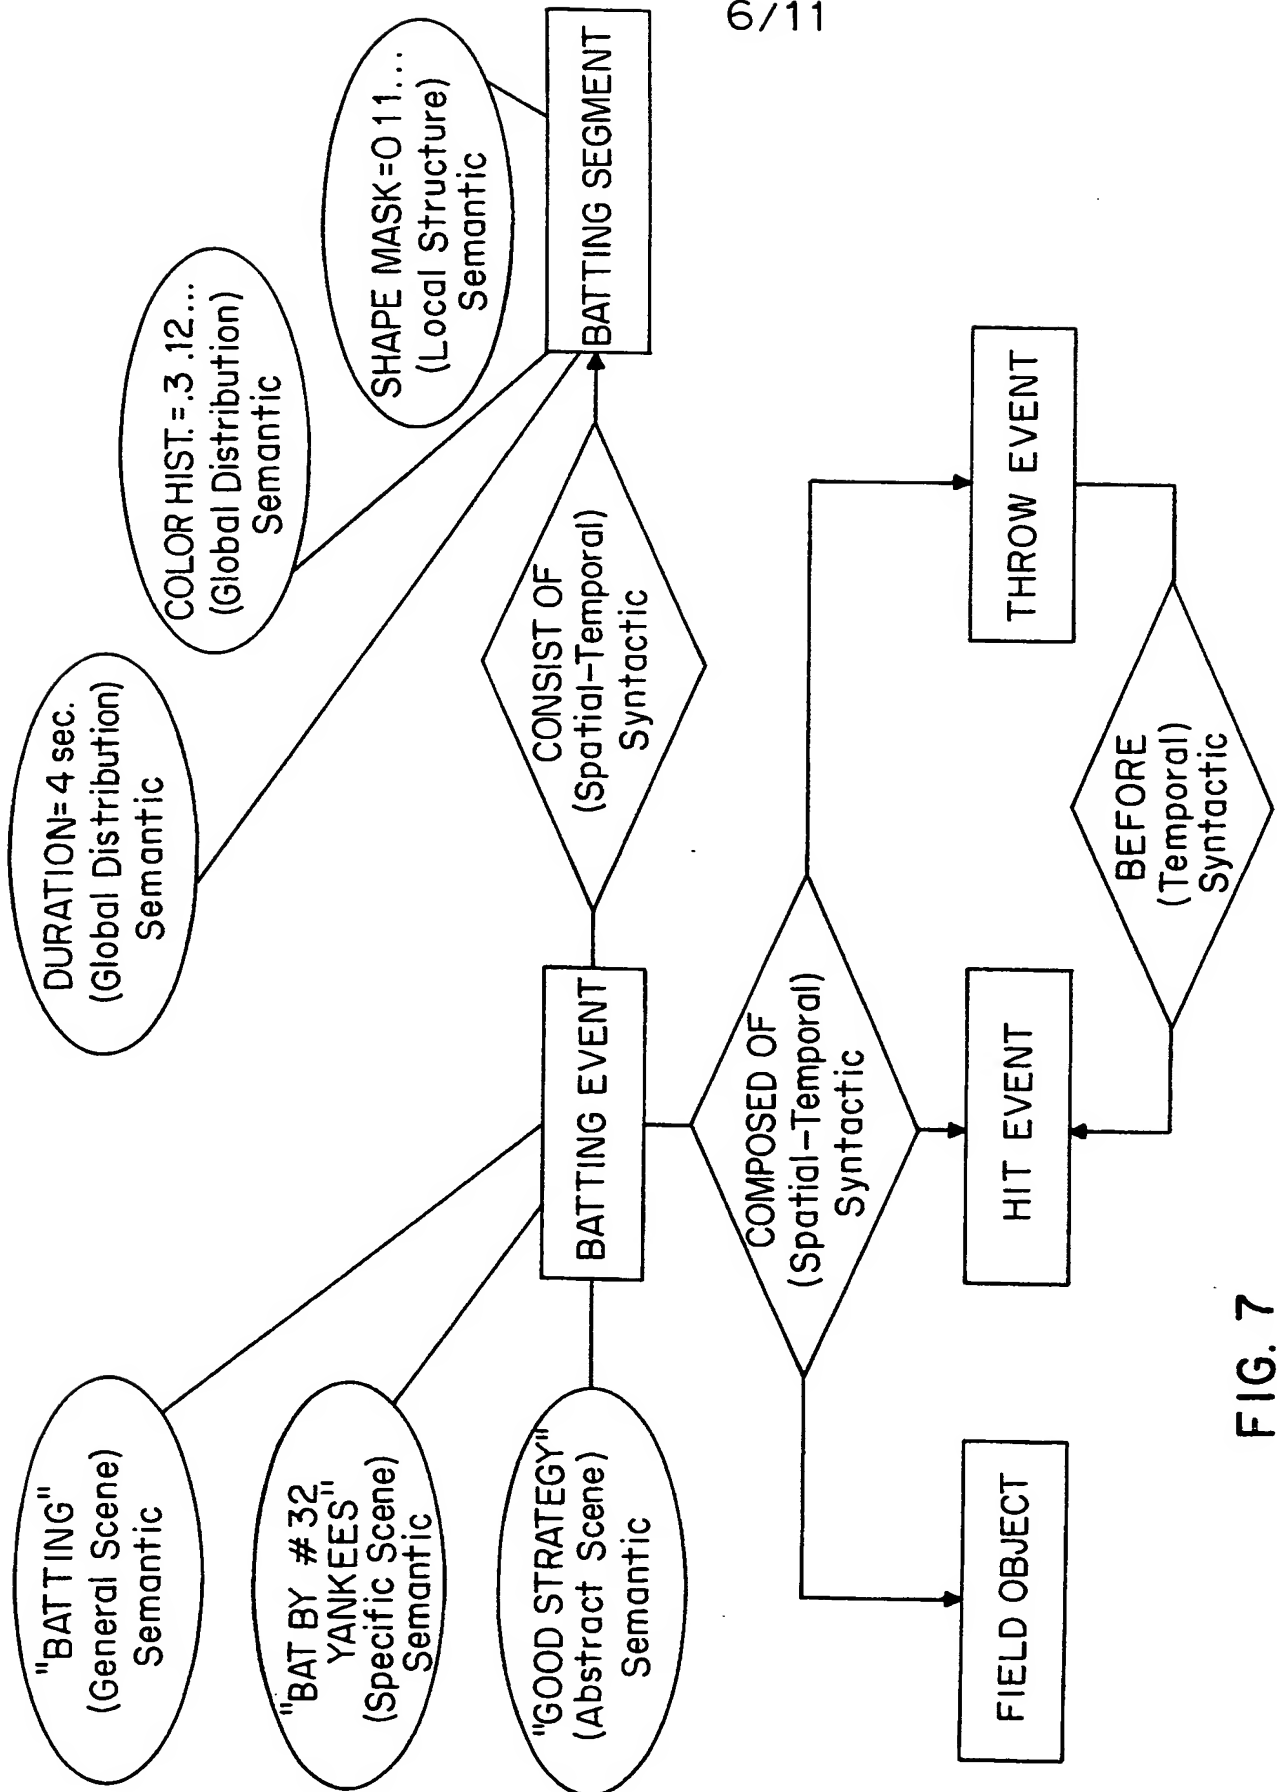 6/11
"BATTING"
(General Scene)
Semantic
"BAT BY #32
YANKEES"
(Specific Scene)
Semantic
"GOOD STRATEGY"
(Abstract Scene)
Semantic
DURATION=4 sec.
(Global Distribution)
Semantic
COLOR HIST.=.3 .12...
(Global Distribution)
Semantic
SHAPE MASK=0 11....
(Local Structure)
Semantic
BATTING EVENT
CONSIST OF
(Spatial-Temporal)
Syntactic
BATTING SEGMENT
COMPOSED OF
(Spatial-Temporal)
Syntactic
FIELD OBJECT
HIT EVENT
THROW EVENT
BEFORE
(Temporal)
Syntactic
FIG. 7